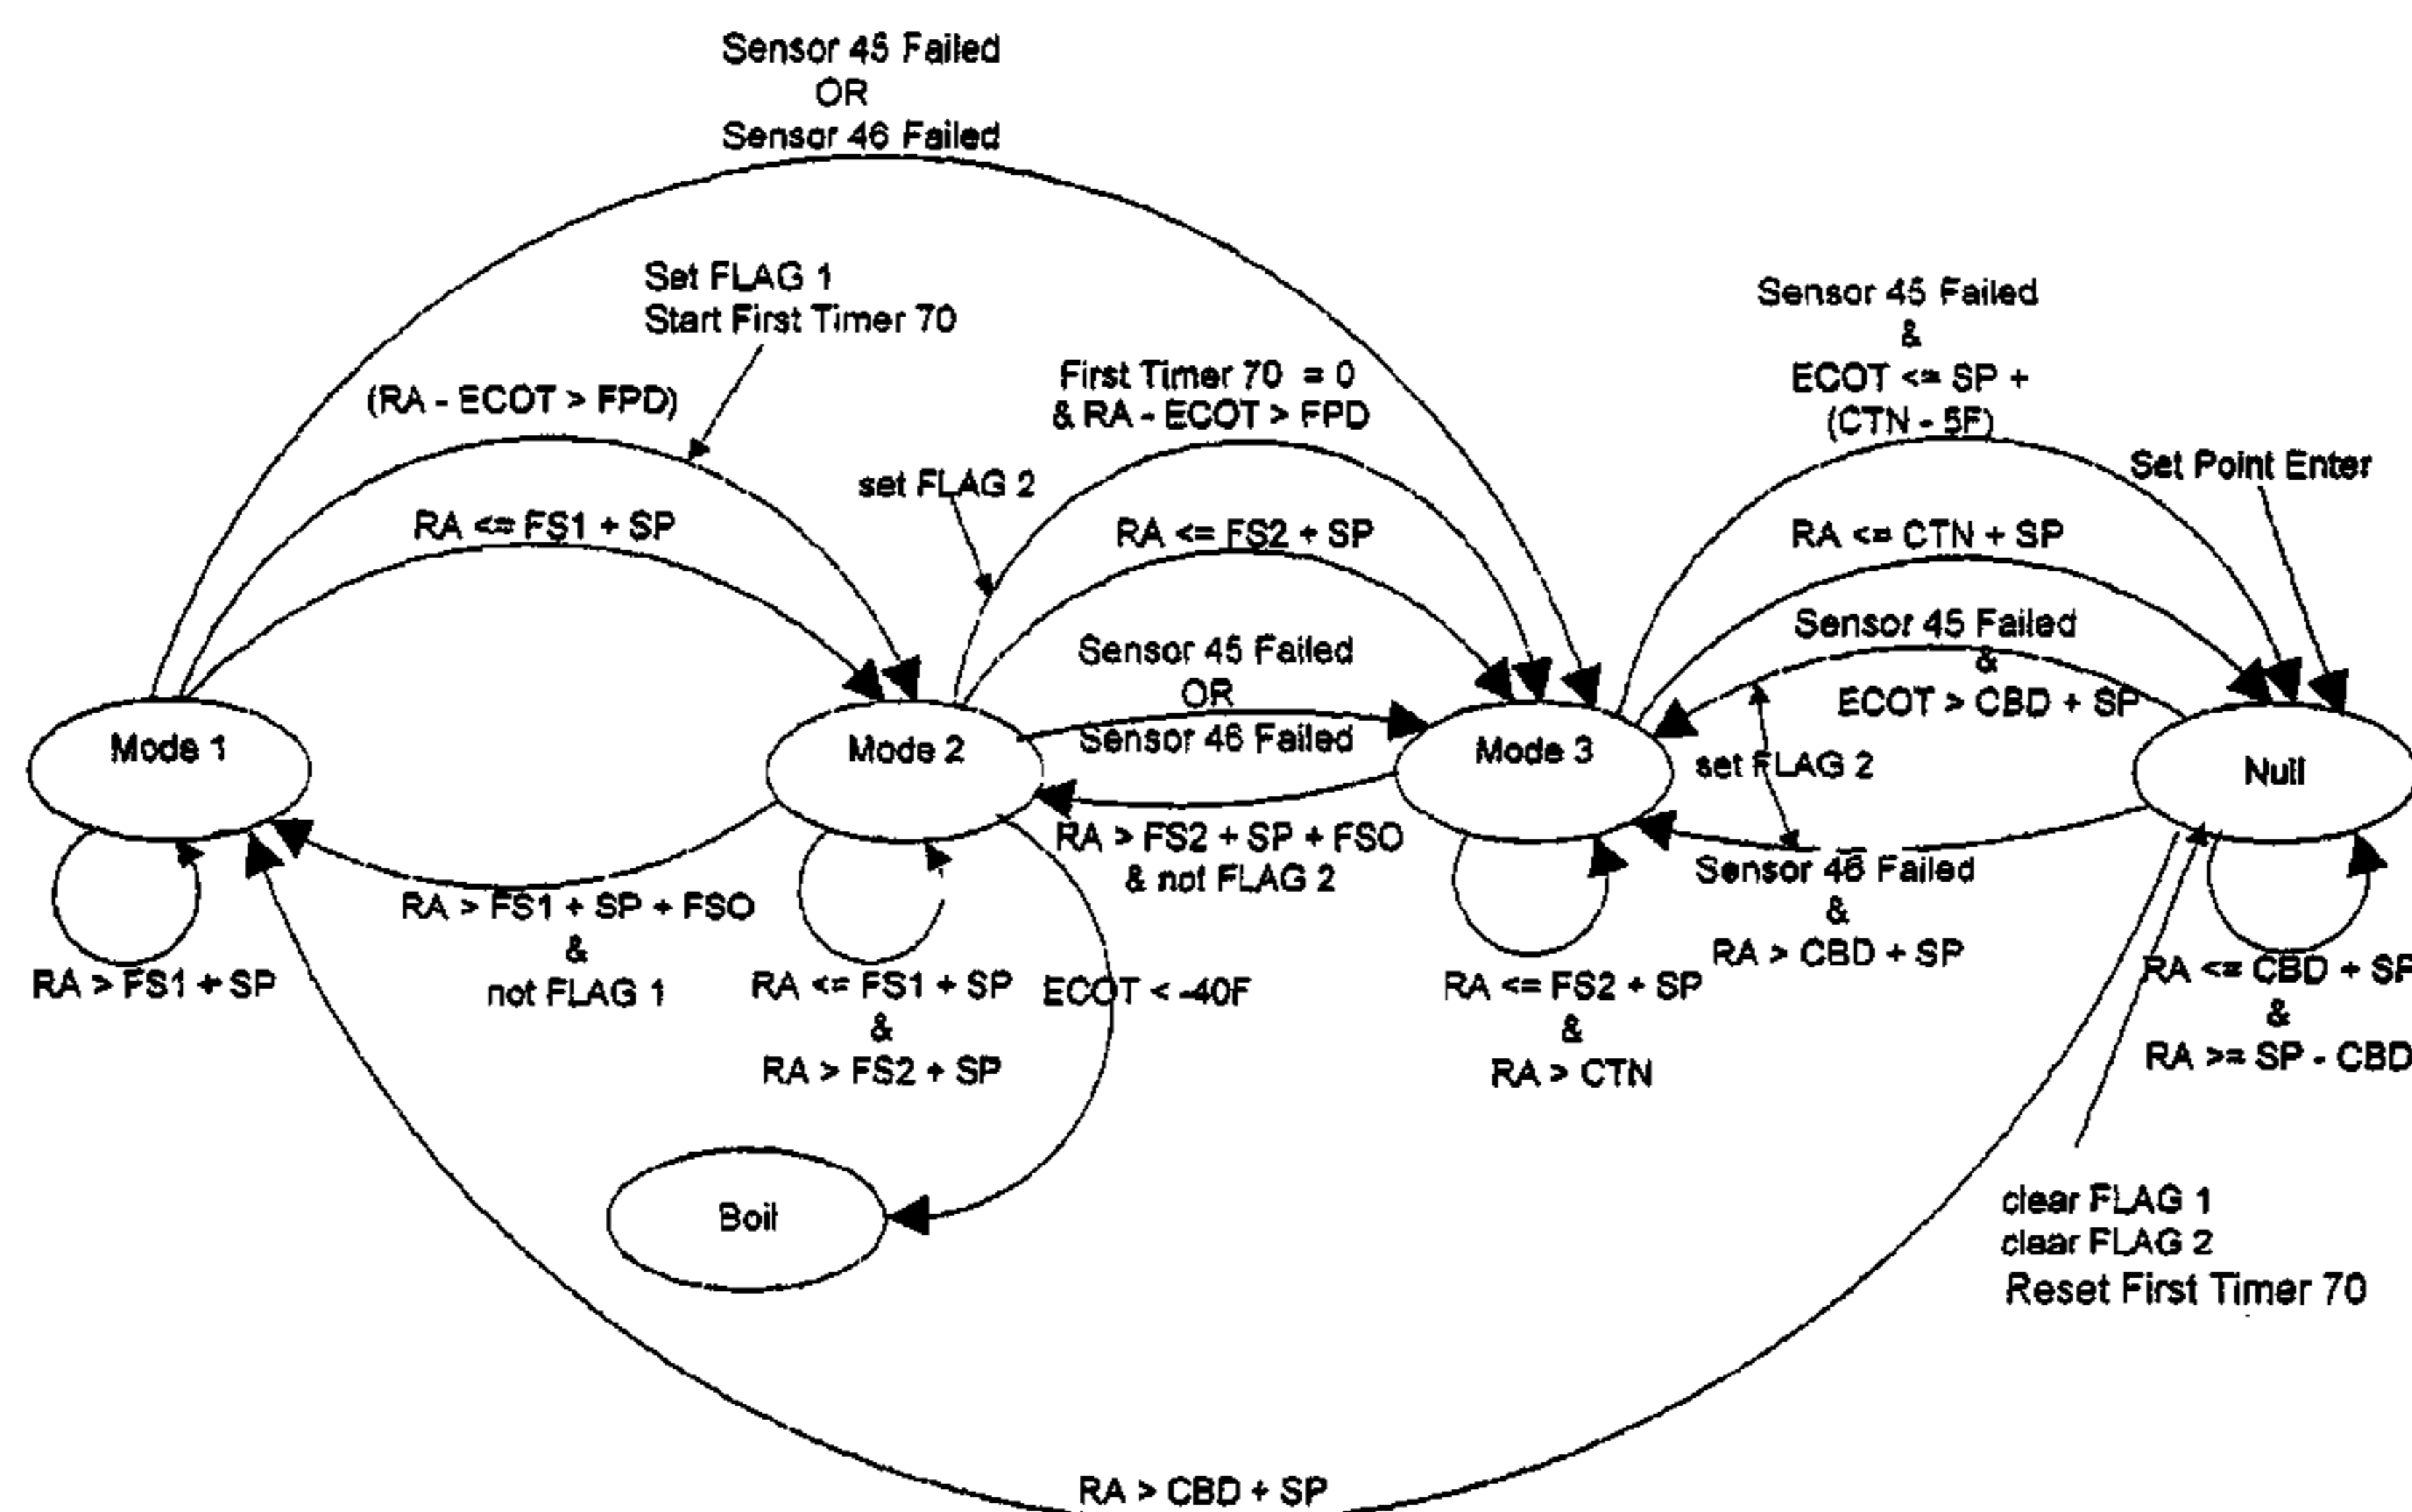 Sensor 45 Failed
OR
Sensor 46 Failed
Set FLAG 1
Start First Timer 70
(RA - ECOT > FPD)
RA <= FS1 + SP
set FLAG 2
First Timer 70 = 0
& RA - ECOT > FPD
RA <= FS2 + SP
Sensor 45 Failed
OR
Sensor 46 Failed
Sensor 45 Failed
&
ECOT <= SP +
(CTN - 5F)
Set Point Enter
RA <= CTN + SP
Sensor 45 Failed
&
ECOT > CBD + SP
Mode 1
Mode 2
Mode 3
set FLAG 2
Null
RA > FS1 + SP
RA > FS1 + SP + FSO
&
not FLAG 1
RA <= FS1 + SP
&
RA > FS2 + SP
ECOT < -40F
RA > FS2 + SP + FSO
& not FLAG 2
RA <= FS2 + SP
&
RA > CTN
Sensor 46 Failed
&
RA > CBD + SP
RA <= CBD + SP
&
RA >= SP - CBD
Boil
clear FLAG 1
clear FLAG 2
Reset First Timer 70
RA > CBD + SP